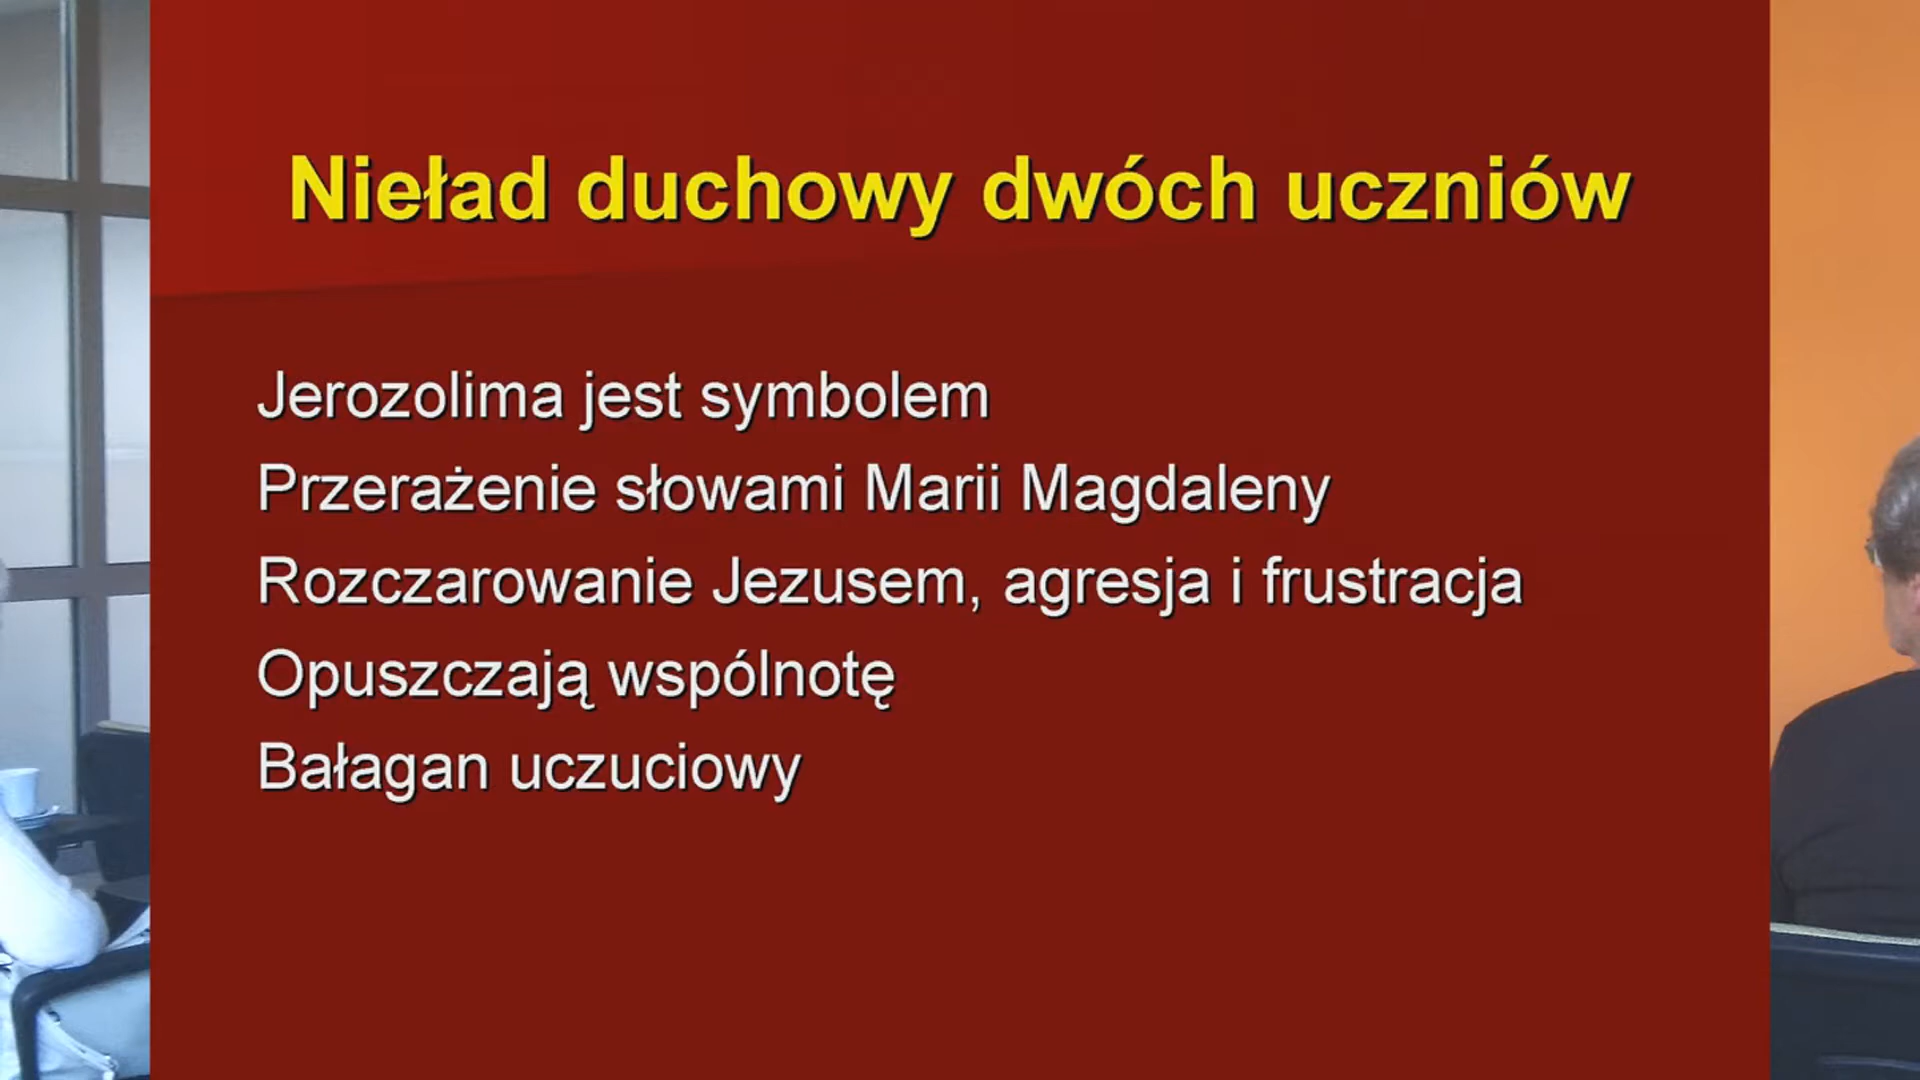 Nieład duchowy dwóch uczniów
Jerozolima jest symbolem
Przerażenie słowami Marii Magdaleny
Rozczarowanie Jezusem, agresja i frustracja
Opuszczają wspólnotę
Bałagan uczuciowy